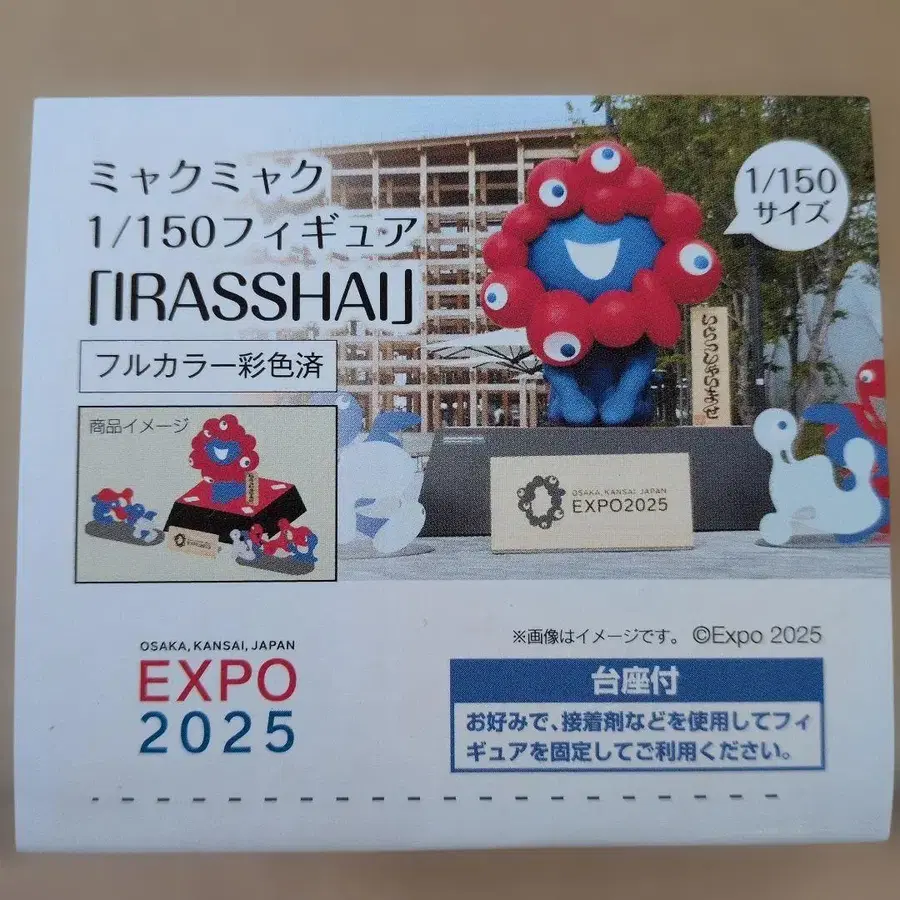 ミャクミャク
1/150フィギュア
「IRASSHAI」
フルカラー彩色済
1/150
サイズ
いらっしゃいませ
商品イメージ
OSAKA, KANSAI, JAPAN
EXPO2025
※画像はイメージです。 ©Expo 2025
OSAKA, KANSAI, JAPAN
EXPO
2025
台座付
お好みで、接着剤などを使用してフィ
ギュアを固定してご利用ください。